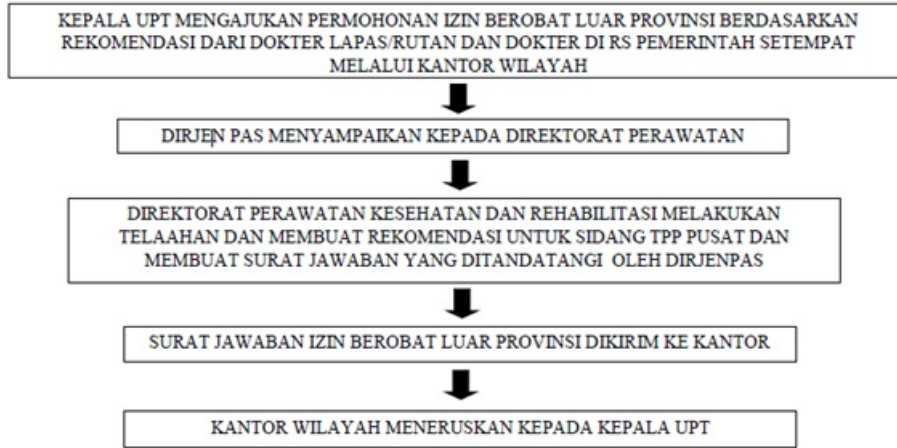 KEPALA UPT MENGAJUKAN PERMOHONAN IZIN BEROBAT LUAR PROVINSI BERDASARKAN
REKOMENDASI DARI DOKTER LAPAS/RUTAN DAN DOKTER DI RS PEMERINTAH SETEMPAT
MELALUI KANTOR WILAYAH
DIRJEN PAS MENYAMPAIKAN KEPADA DIREKTORAT PERAWATAN
DIREKTORAT PERAWATAN KESEHATAN DAN REHABILITASI MELAKUKAN
TELAAHAN DAN MEMBUAT REKOMENDASI UNTUK SIDANG TPP PUSAT DAN
MEMBUAT SURAT JAWABAN YANG DITANDATANGI OLEH DIRJENPAS
SURAT JAWABAN IZIN BEROBAT LUAR PROVINSI DIKIRIM KE KANTOR
KANTOR WILAYAH MENERUSKAN KEPADA KEPALA UPT